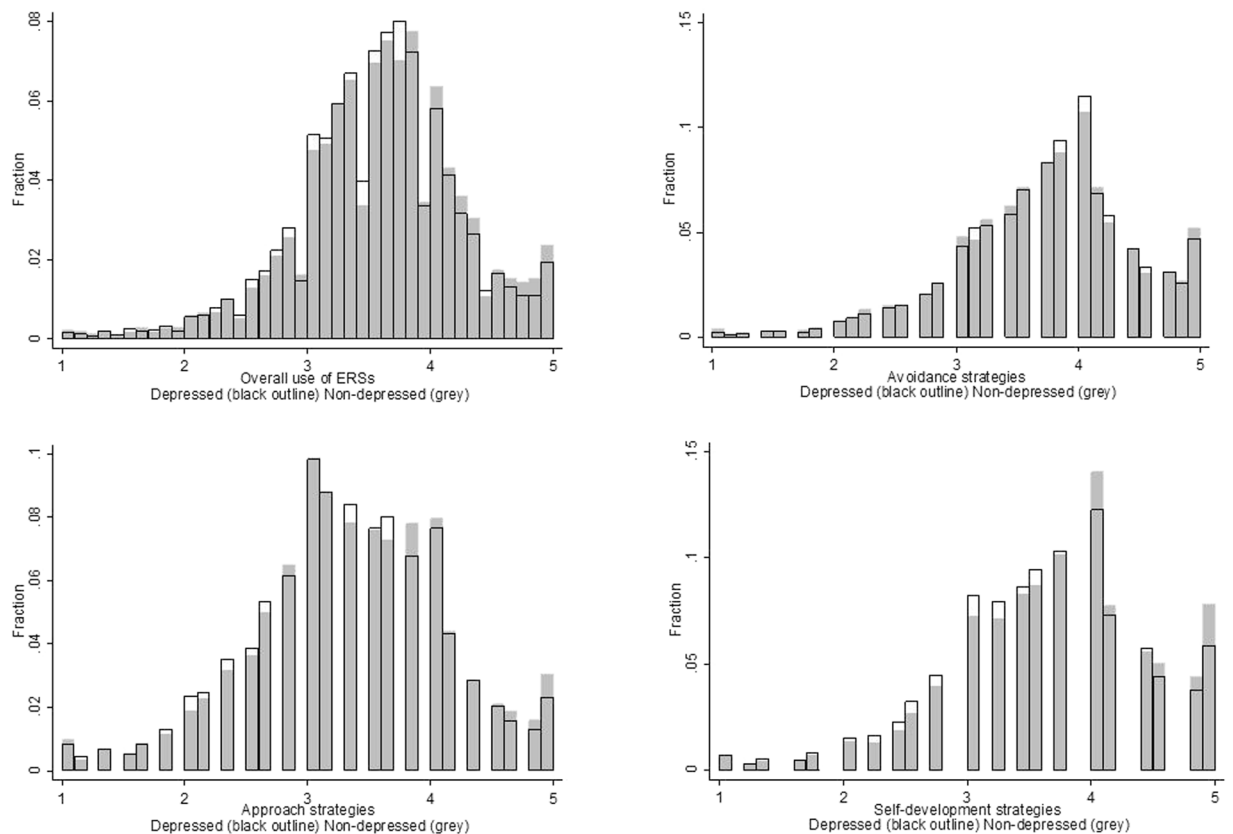 .08
.06
.04
.02
0
Fraction
1 2 3 4 5
Overall use of ERSs
Depressed (black outline) Non-depressed (grey)
.15
.1
.05
0
Fraction
1 2 3 4 5
Avoidance strategies
Depressed (black outline) Non-depressed (grey)
.1
.08
.06
.04
.02
0
Fraction
1 2 3 4 5
Approach strategies
Depressed (black outline) Non-depressed (grey)
.15
.1
.05
0
Fraction
1 2 3 4 5
Self-development strategies
Depressed (black outline) Non-depressed (grey)